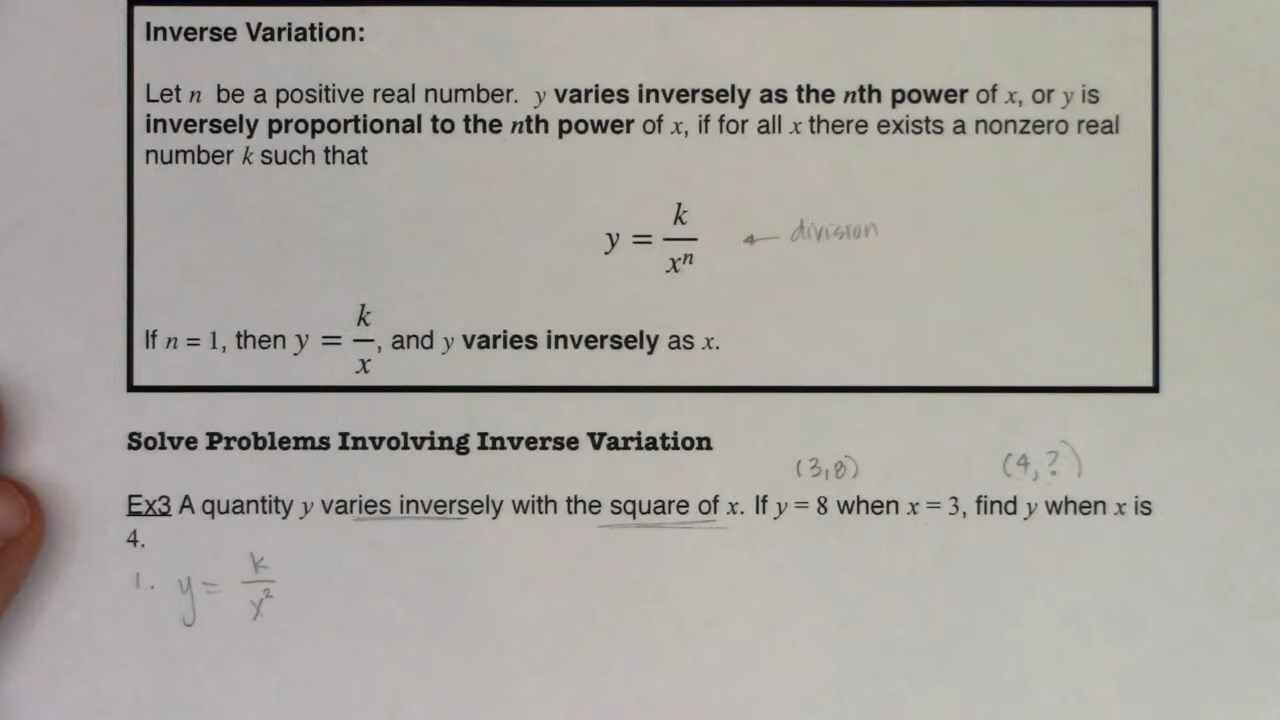 Inverse Variation:
Let n be a positive real number. y varies inversely as the nth power of x, or y is
inversely proportional to the nth power of x, if for all x there exists a nonzero real
number k such that
y = k/xⁿ ← division
If n = 1, then y = k/x, and y varies inversely as x.
Solve Problems Involving Inverse Variation
(3,8) (4,?)
Ex3 A quantity y varies inversely with the square of x. If y = 8 when x = 3, find y when x is
4.
1. y = k/x²